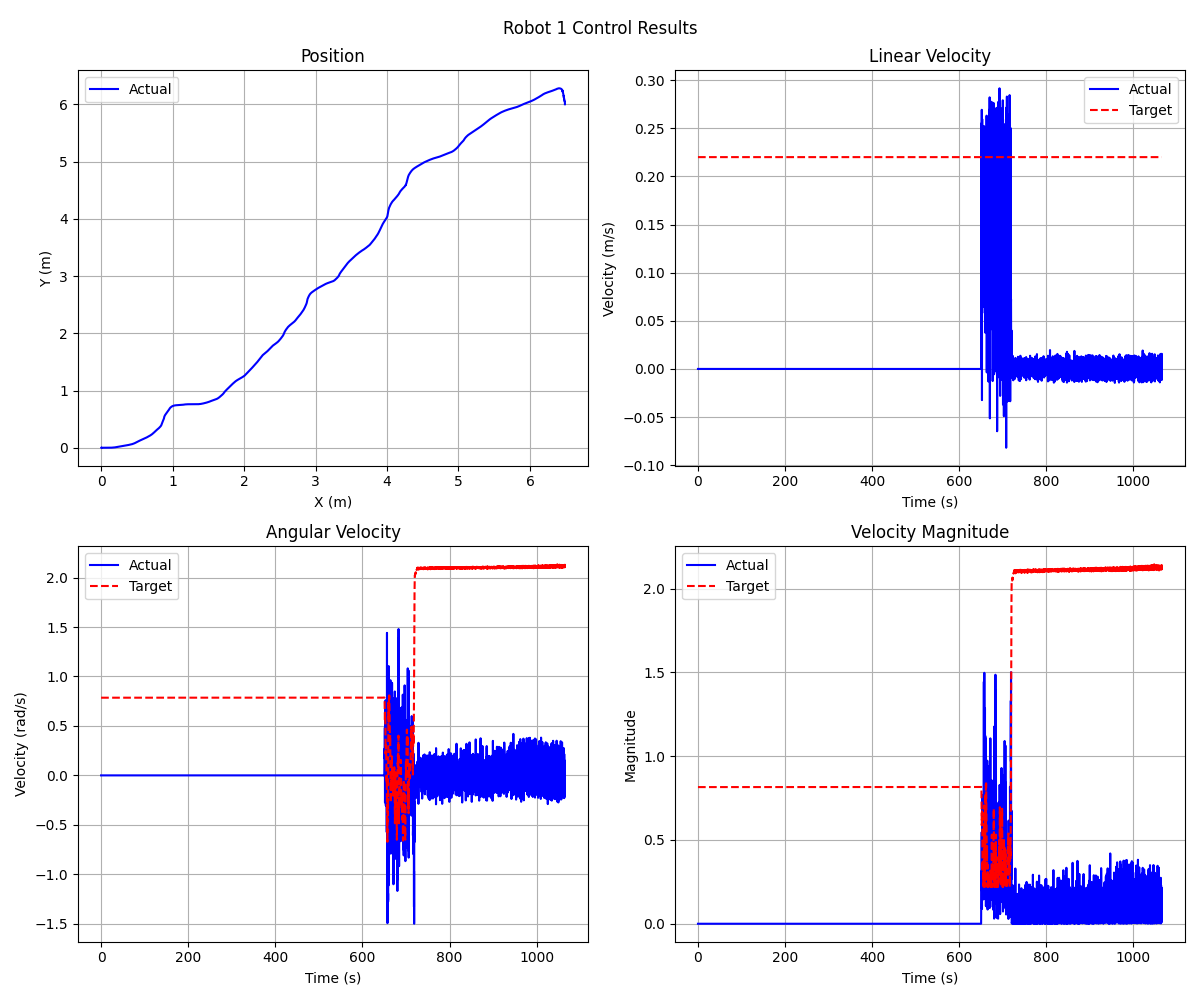 Robot 1 Control Results
Position
Actual
6
5
4
3
2
1
0
Y (m)
0 1 2 3 4 5 6
X (m)
Linear Velocity
Actual
Target
0.30
0.25
0.20
0.15
0.10
0.05
0.00
−0.05
−0.10
Velocity (m/s)
0 200 400 600 800 1000
Time (s)
Angular Velocity
Actual
Target
2.0
1.5
1.0
0.5
0.0
−0.5
−1.0
−1.5
Velocity (rad/s)
0 200 400 600 800 1000
Time (s)
Velocity Magnitude
Actual
Target
2.0
1.5
1.0
0.5
0.0
Magnitude
0 200 400 600 800 1000
Time (s)